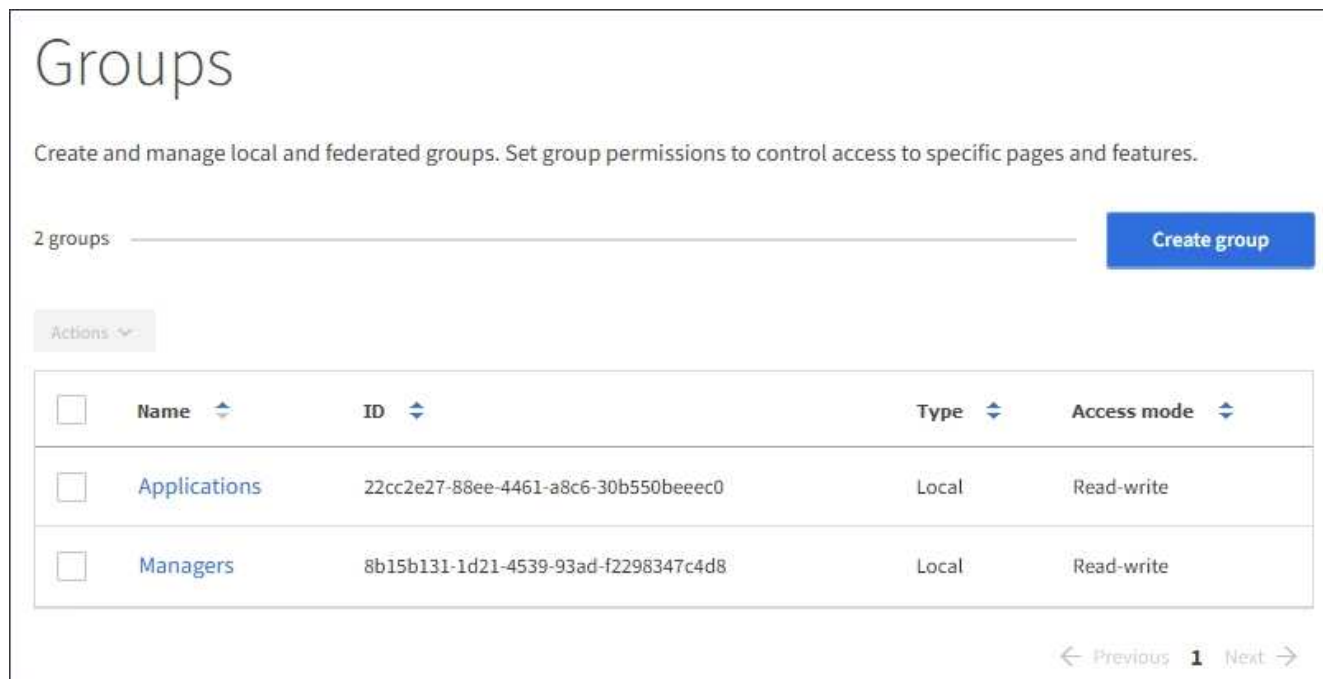 Groups
Create and manage local and federated groups. Set group permissions to control access to specific pages and features.
2 groups
Create group
Actions
Name ID Type Access mode
Applications 22cc2e27-88ee-4461-a8c6-30b550beeec0 Local Read-write
Managers 8b15b131-1d21-4539-93ad-f2298347c4d8 Local Read-write
← Previous 1 Next →